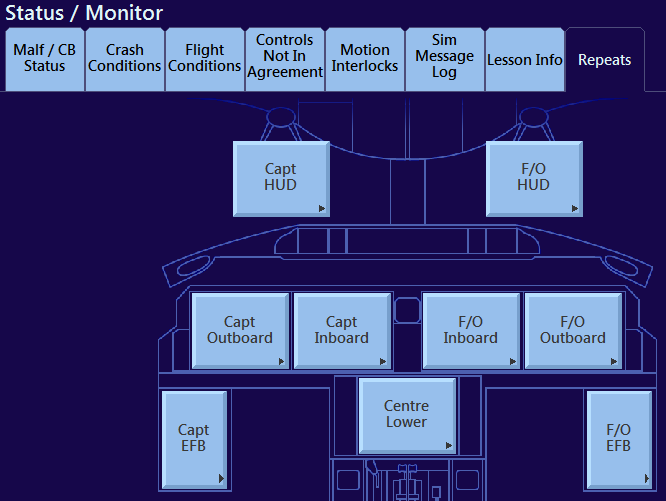 Status / Monitor
Malf / CB
Status
Crash
Conditions
Flight
Conditions
Controls
Not In
Agreement
Motion
Interlocks
Sim
Message
Log
Lesson Info
Repeats
Capt
HUD
F/O
HUD
Capt
Outboard
Capt
Inboard
F/O
Inboard
F/O
Outboard
Capt
EFB
Centre
Lower
F/O
EFB